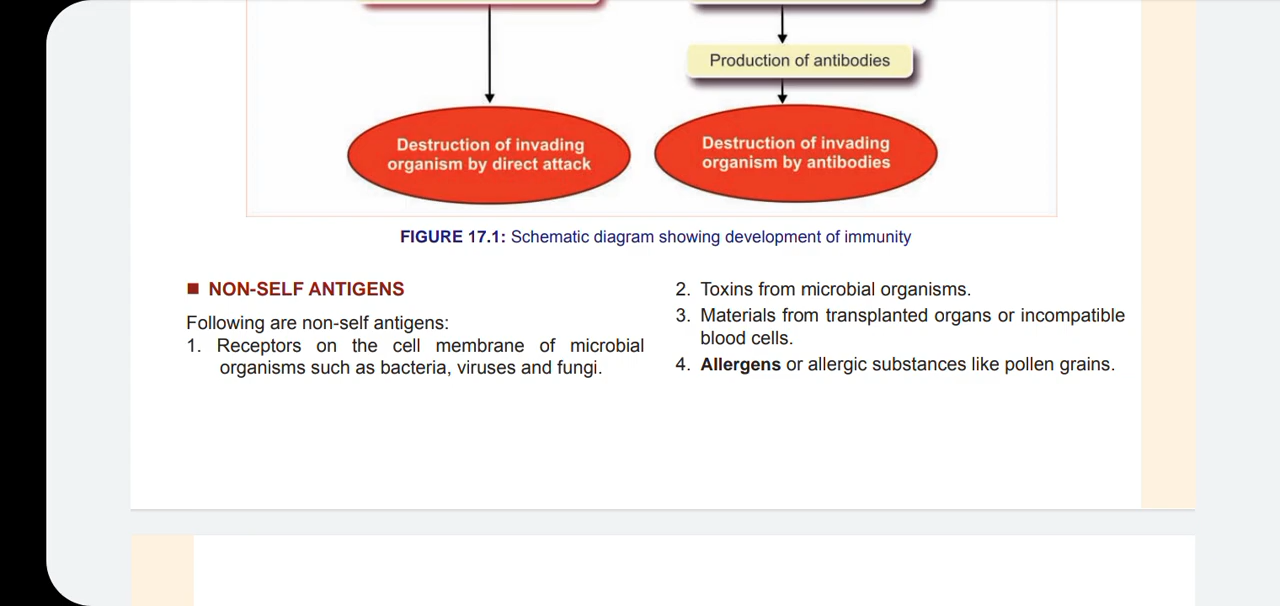 Production of antibodies
Destruction of invading
organism by direct attack
Destruction of invading
organism by antibodies
FIGURE 17.1: Schematic diagram showing development of immunity
NON-SELF ANTIGENS
Following are non-self antigens:
1. Receptors on the cell membrane of microbial
organisms such as bacteria, viruses and fungi.
2. Toxins from microbial organisms.
3. Materials from transplanted organs or incompatible
blood cells.
4. Allergens or allergic substances like pollen grains.